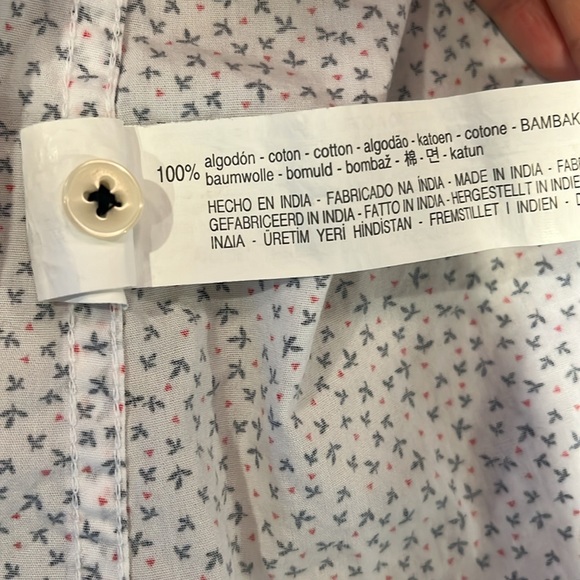 100% algodón - coton - cotton - algodão - katoen - cotone - BAMBAK
baumwolle - bomuld - bombaž - 棉 - 면 - katun
HECHO EN INDIA - FABRICADO NA ÍNDIA - MADE IN INDIA - FAB
GEFABRICEERD IN INDIA - FATTO IN INDIA - HERGESTELLT IN INDIE
ΙΝΔΙΑ - ÜRETİM YERİ HİNDİSTAN - FREMSTILLET I INDIEN - D